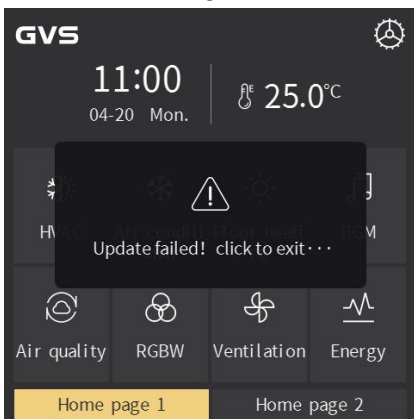 GVS
11:00
04-20 Mon.
25.0°C
Update failed! click to exit···
Air quality
RGBW
Ventilation
Energy
Home page 1
Home page 2